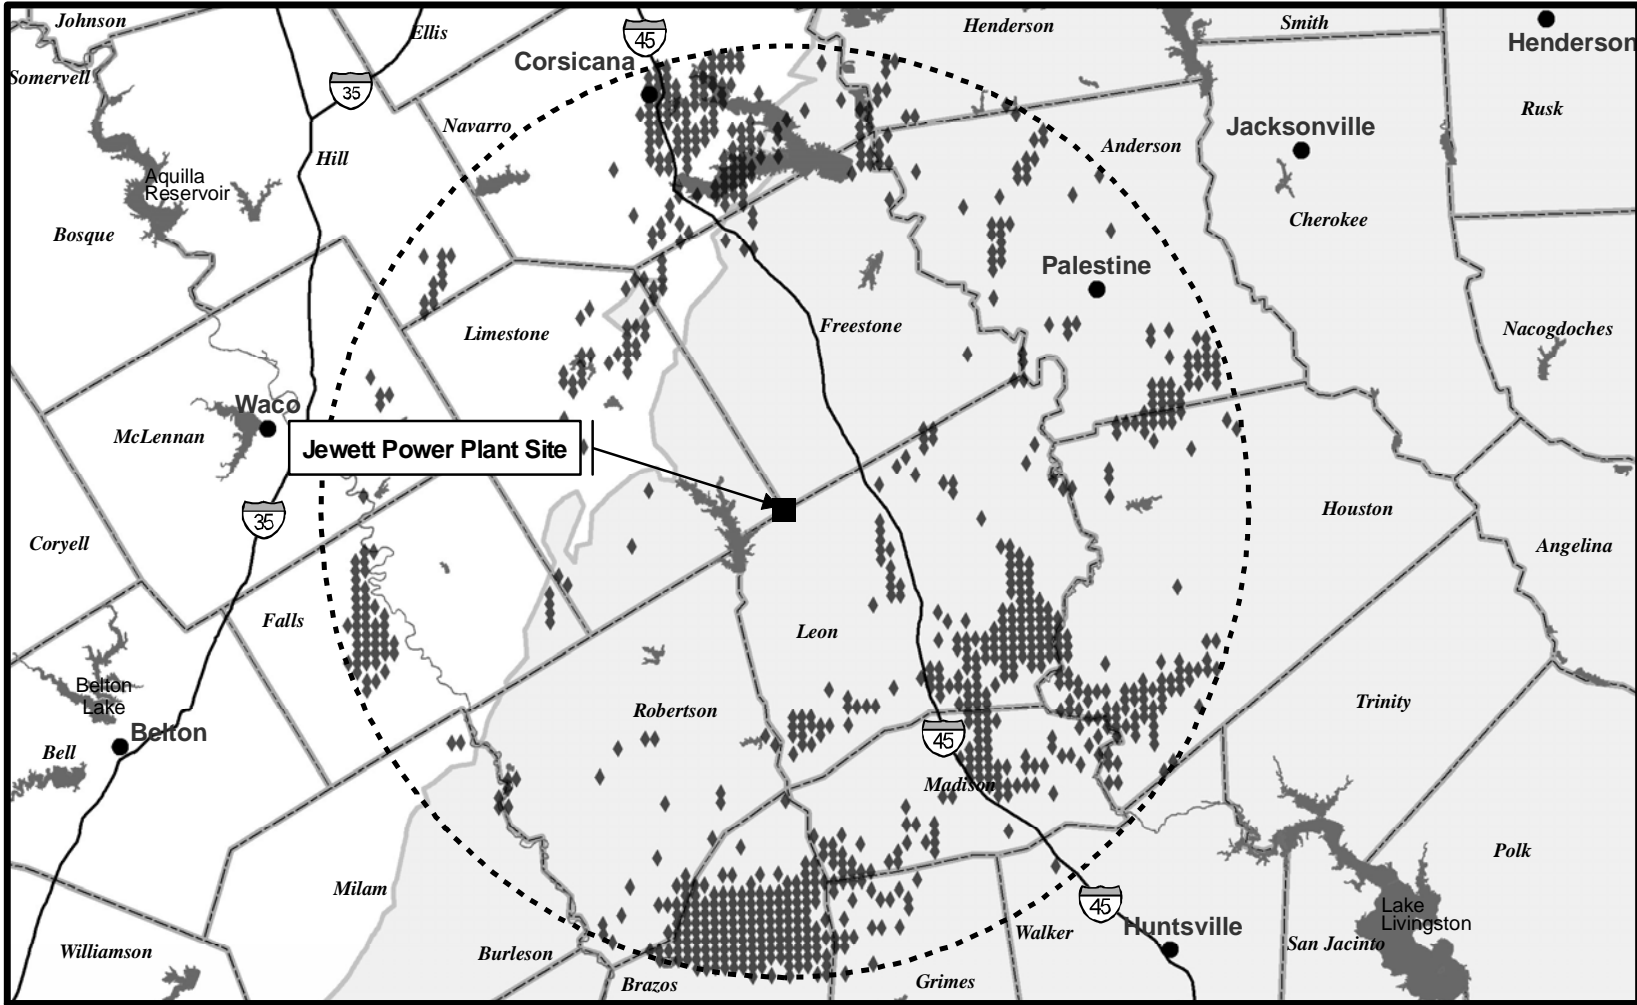 Johnson
Ellis
45
Henderson
Smith
Henderson
Corsicana
Somervell
35
Rusk
Navarro
Jacksonville
Anderson
Hill
Aquilla
Reservoir
Cherokee
Bosque
Palestine
Limestone
Freestone
Nacogdoches
Waco
McLennan
Jewett Power Plant Site
35
Houston
Coryell
Angelina
Falls
Leon
Belton
Lake
Robertson
Trinity
Belton
Bell
45
Madison
Polk
Milam
45
Lake
Livingston
Huntsville
Walker
San Jacinto
Williamson
Burleson
Brazos
Grimes